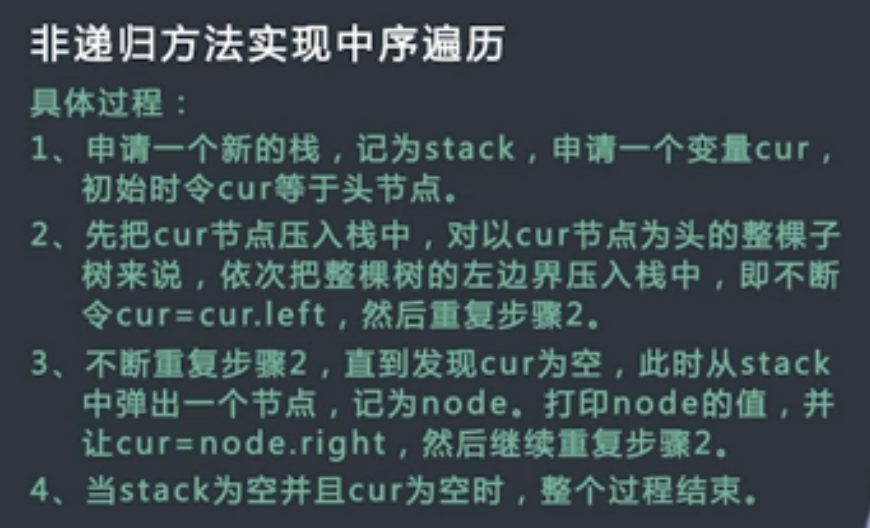 非递归方法实现中序遍历
具体过程：
1、申请一个新的栈，记为stack，申请一个变量cur，
初始时令cur等于头节点。
2、先把cur节点压入栈中，对以cur节点为头的整棵子
树来说，依次把整棵树的左边界压入栈中，即不断
令cur=cur.left，然后重复步骤2。
3、不断重复步骤2，直到发现cur为空，此时从stack
中弹出一个节点，记为node。打印node的值，并
让cur=node.right，然后继续重复步骤2。
4、当stack为空并且cur为空时，整个过程结束。